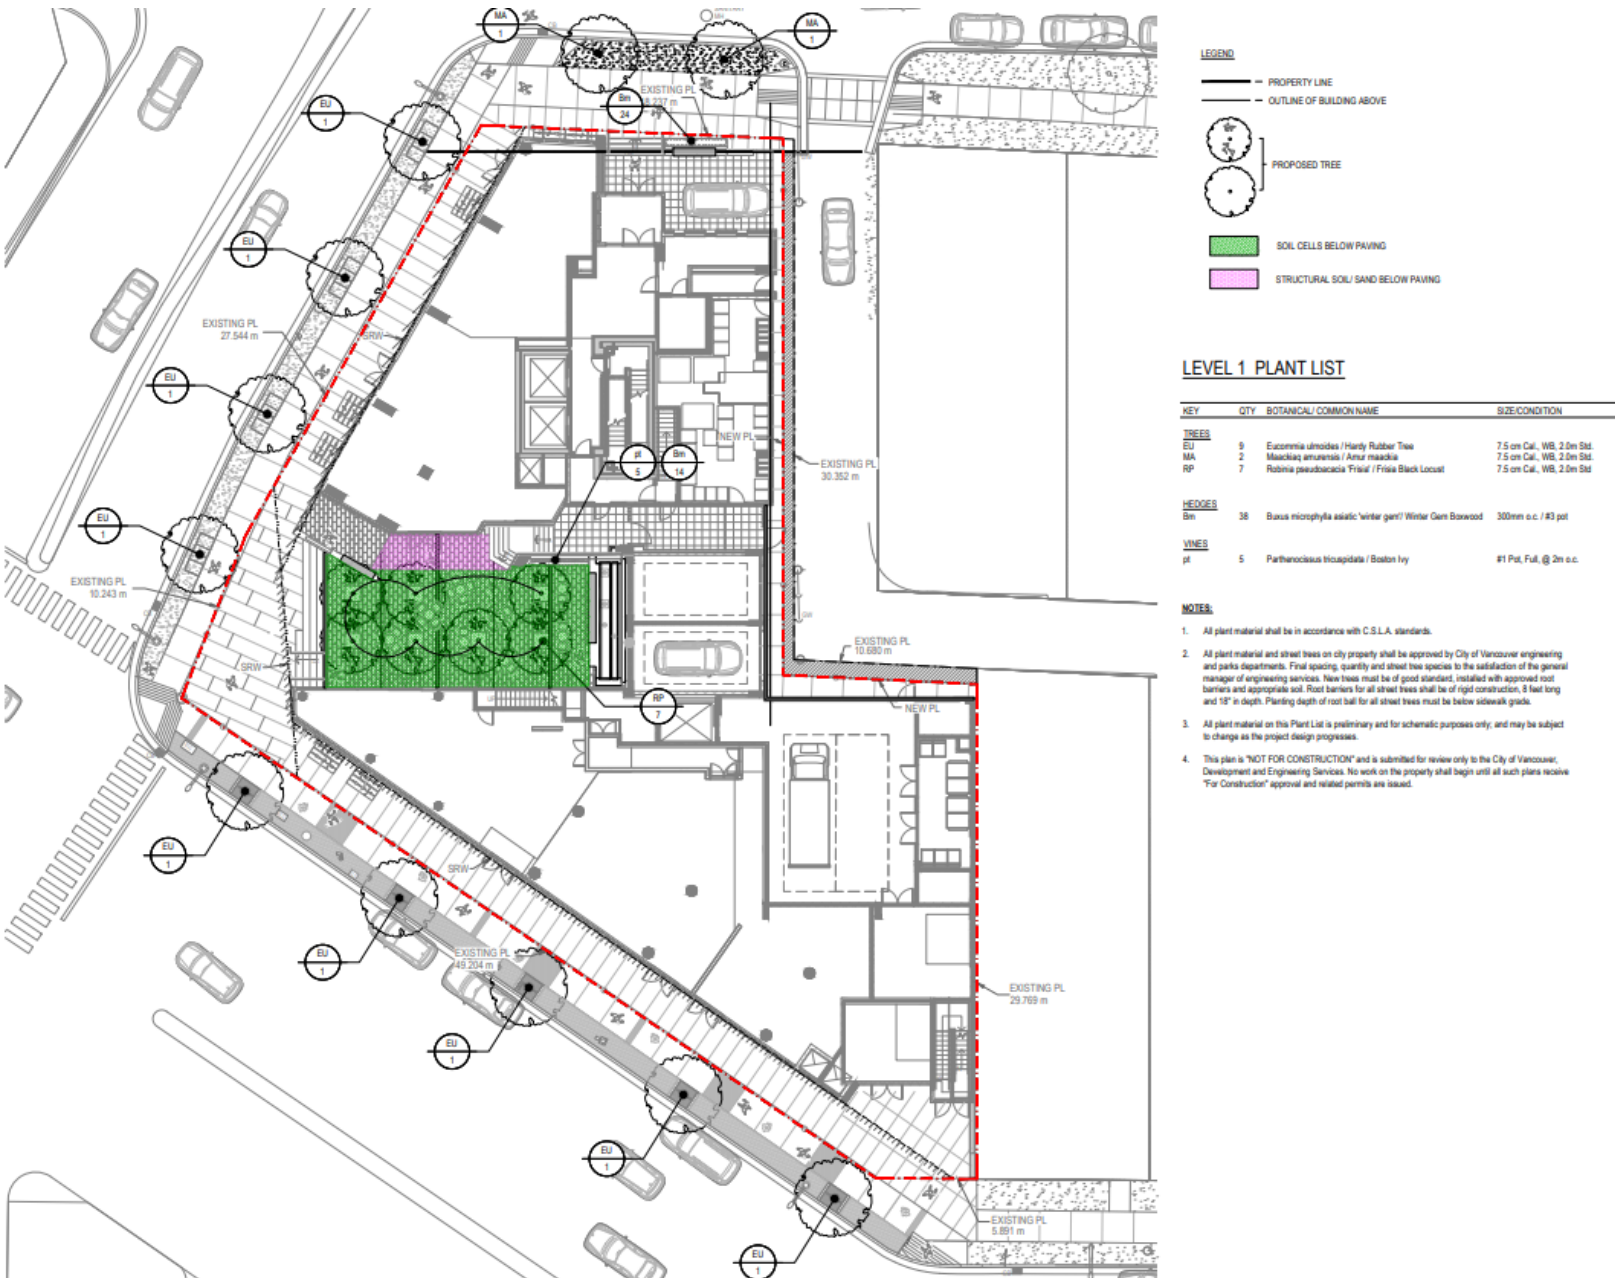 MA
1
MA
1
EXISTING PL
8.237 m
Bm
24
EU
1
EU
1
EXISTING PL
27.544 m
SRW
EU
1
NEW PL
pt
5
Bm
14
EXISTING PL
30.352 m
EU
1
EXISTING PL
10.243 m
SRW
EXISTING PL
10.680 m
NEW PL
RP
7
EU
1
SRW
EU
1
EXISTING PL
49.204 m
EXISTING PL
29.769 m
EU
1
EU
1
EXISTING PL
5.891 m
EU
1
LEGEND
PROPERTY LINE
OUTLINE OF BUILDING ABOVE
PROPOSED TREE
SOIL CELLS BELOW PAVING
STRUCTURAL SOIL/ SAND BELOW PAVING
LEVEL 1 PLANT LIST
KEY QTY BOTANICAL/ COMMON NAME SIZE/CONDITION
TREES
EU 9 Eucommia ulmoides / Hardy Rubber Tree 7.5 cm Cal., WB, 2.0m Std.
MA 2 Maackiaq amurensis / Amur maackia 7.5 cm Cal., WB, 2.0m Std.
RP 7 Robinia pseudoacacia 'Frisia' / Frisia Black Locust 7.5 cm Cal., WB, 2.0m Std
HEDGES
Bm 38 Buxus microphylla asiatic 'winter gem'/ Winter Gem Boxwood 300mm o.c. / #3 pot
VINES
pt 5 Parthenocissus tricuspidata / Boston Ivy #1 Pot, Full, @ 2m o.c.
NOTES:
1. All plant material shall be in accordance with C.S.L.A. standards.
2. All plant material and street trees on city property shall be approved by City of Vancouver engineering
and parks departments. Final spacing, quantity and street tree species to the satisfaction of the general
manager of engineering services. New trees must be of good standard, installed with approved root
barriers and appropriate soil. Root barriers for all street trees shall be of rigid construction, 8 feet long
and 18" in depth. Planting depth of root ball for all street trees must be below sidewalk grade.
3. All plant material on this Plant List is preliminary and for schematic purposes only; and may be subject
to change as the project design progresses.
4. This plan is "NOT FOR CONSTRUCTION" and is submitted for review only to the City of Vancouver,
Development and Engineering Services. No work on the property shall begin until all such plans receive
"For Construction" approval and related permits are issued.